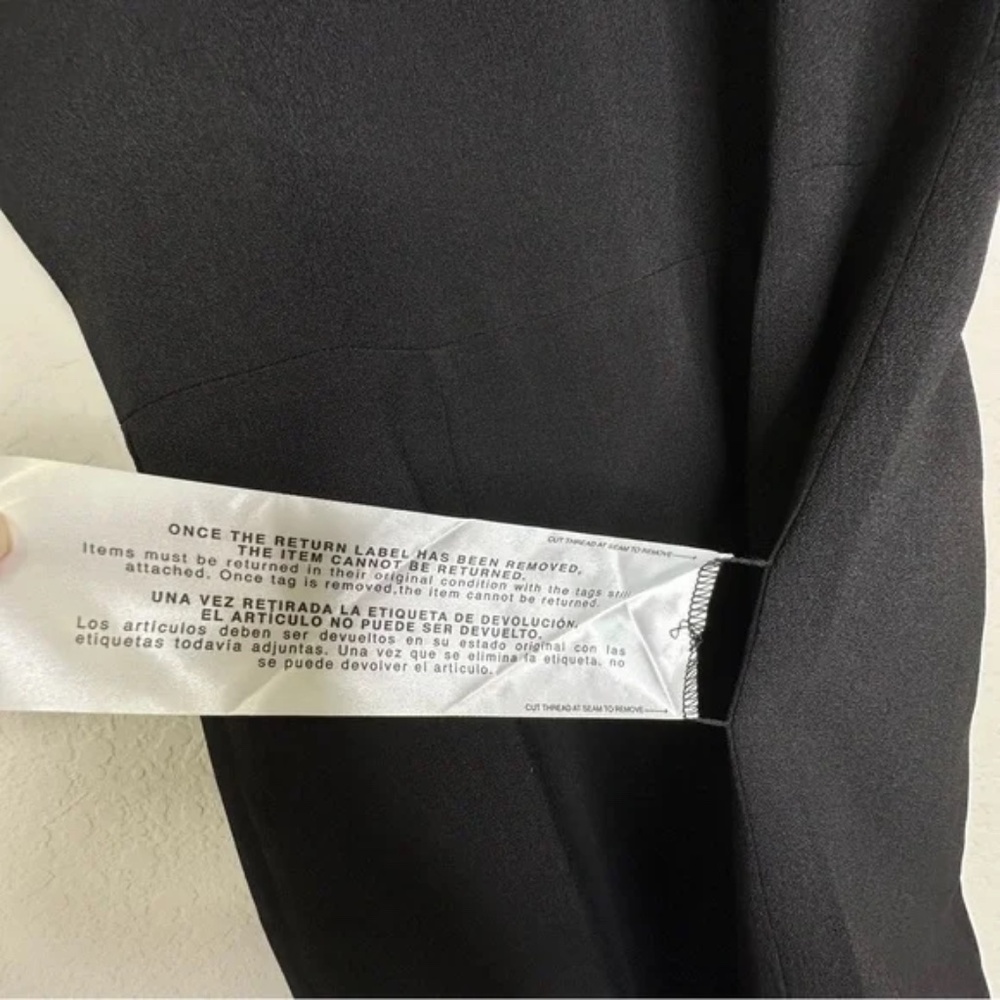 CUT THREAD AT SEAM TO REMOVE
ONCE THE RETURN LABEL HAS BEEN REMOVED,
THE ITEM CANNOT BE RETURNED.
Items must be returned in their original condition with the tags still
attached. Once tag is removed,the item cannot be returned.
UNA VEZ RETIRADA LA ETIQUETA DE DEVOLUCIÓN,
EL ARTÍCULO NO PUEDE SER DEVUELTO.
Los artículos deben ser devueltos en su estado original con las
etiquetas todavía adjuntas. Una vez que se elimina la etiqueta, no
se puede devolver el artículo.
CUT THREAD AT SEAM TO REMOVE